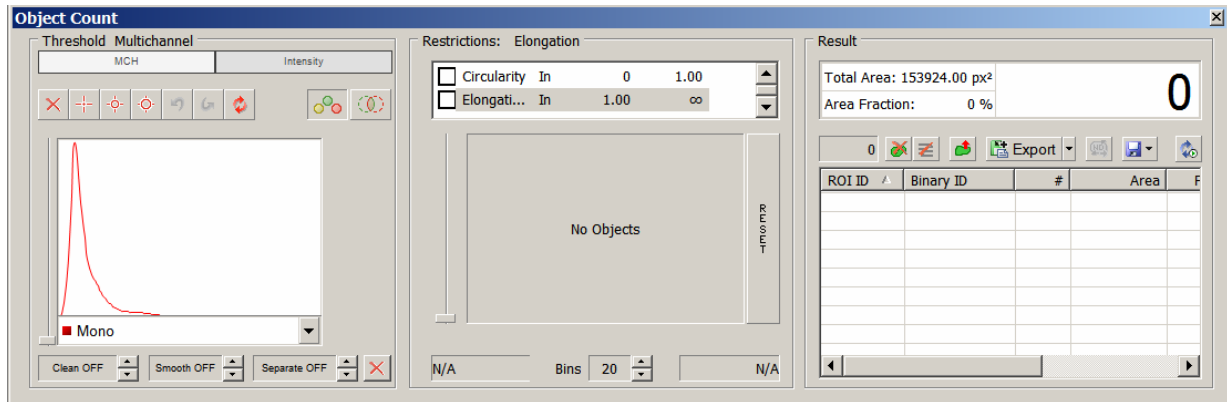 Object Count
Threshold Multichannel
MCH Intensity
Mono
Clean OFF Smooth OFF Separate OFF
Restrictions: Elongation
Circularity In 0 1.00
Elongati... In 1.00 ∞
No Objects
RESET
N/A Bins 20 N/A
Result
Total Area: 153924.00 px²
Area Fraction: 0 %
0
0 Export
ROI ID Binary ID # Area F